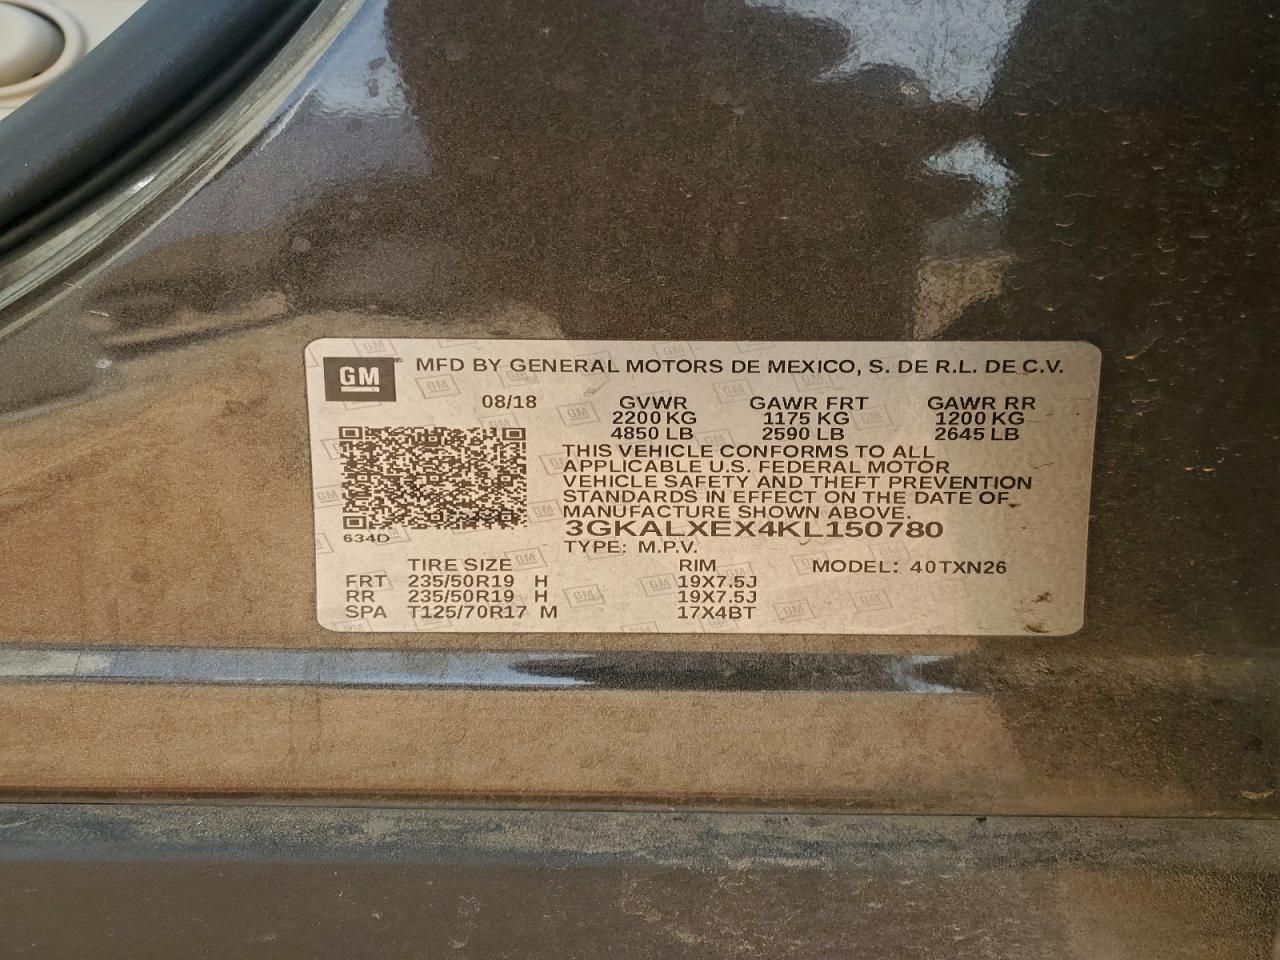 GM MFD BY GENERAL MOTORS DE MEXICO, S. DE R.L. DE C.V.
08/18 GVWR GAWR FRT GAWR RR
2200 KG 1175 KG 1200 KG
4850 LB 2590 LB 2645 LB
THIS VEHICLE CONFORMS TO ALL
APPLICABLE U.S. FEDERAL MOTOR
VEHICLE SAFETY AND THEFT PREVENTION
STANDARDS IN EFFECT ON THE DATE OF
MANUFACTURE SHOWN ABOVE.
3GKALXEX4KL150780
634D
TYPE: M.P.V.
TIRE SIZE RIM MODEL: 40TXN26
FRT 235/50R19 H 19X7.5J
RR 235/50R19 H 19X7.5J
SPA T125/70R17 M 17X4BT